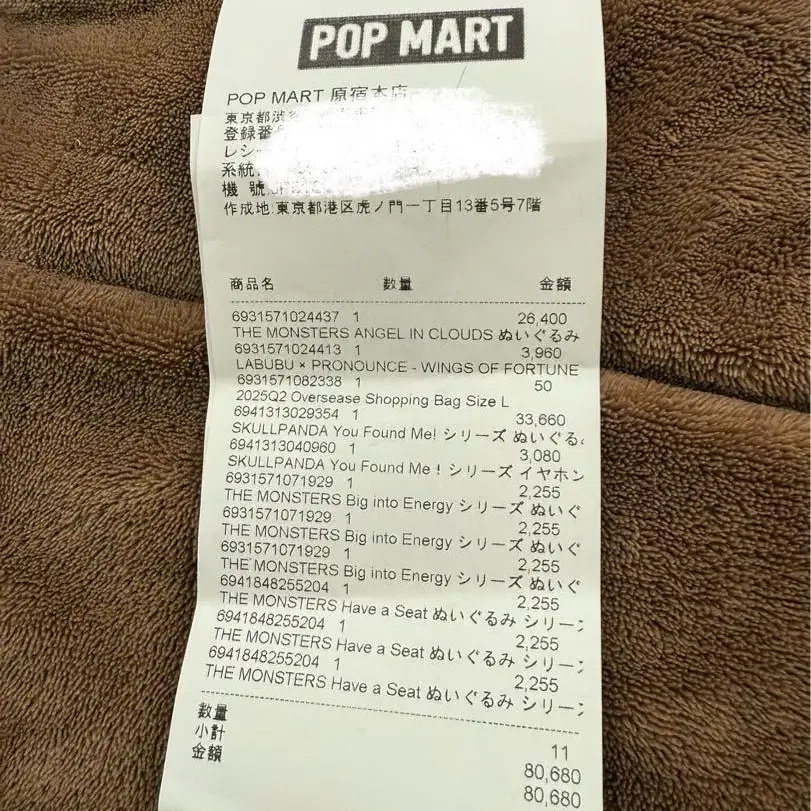 POP MART
POP MART 原宿本店
東京都渋谷
登録番号
レシ
系統
機 號
作成地:東京都港区虎ノ門一丁目13番5号7階
商品名 数量 金額
6931571024437 1 26,400
THE MONSTERS ANGEL IN CLOUDS ぬいぐるみ
6931571024413 1 3,960
LABUBU × PRONOUNCE - WINGS OF FORTUNE
6931571082338 1 50
2025Q2 Oversease Shopping Bag Size L
6941313029354 1 33,660
SKULLPANDA You Found Me! シリーズ ぬいぐる
6941313040960 1 3,080
SKULLPANDA You Found Me ! シリーズ イヤホン
6931571071929 1 2,255
THE MONSTERS Big into Energy シリーズ ぬいぐ
6931571071929 1 2,255
THE MONSTERS Big into Energy シリーズ ぬいぐ
6931571071929 1 2,255
THE MONSTERS Big into Energy シリーズ ぬいぐ
6941848255204 1 2,255
THE MONSTERS Have a Seat ぬいぐるみ シリー
6941848255204 1 2,255
THE MONSTERS Have a Seat ぬいぐるみ シリー
6941848255204 1 2,255
THE MONSTERS Have a Seat ぬいぐるみ シリー
数量 11
小計 80,680
金額 80,680